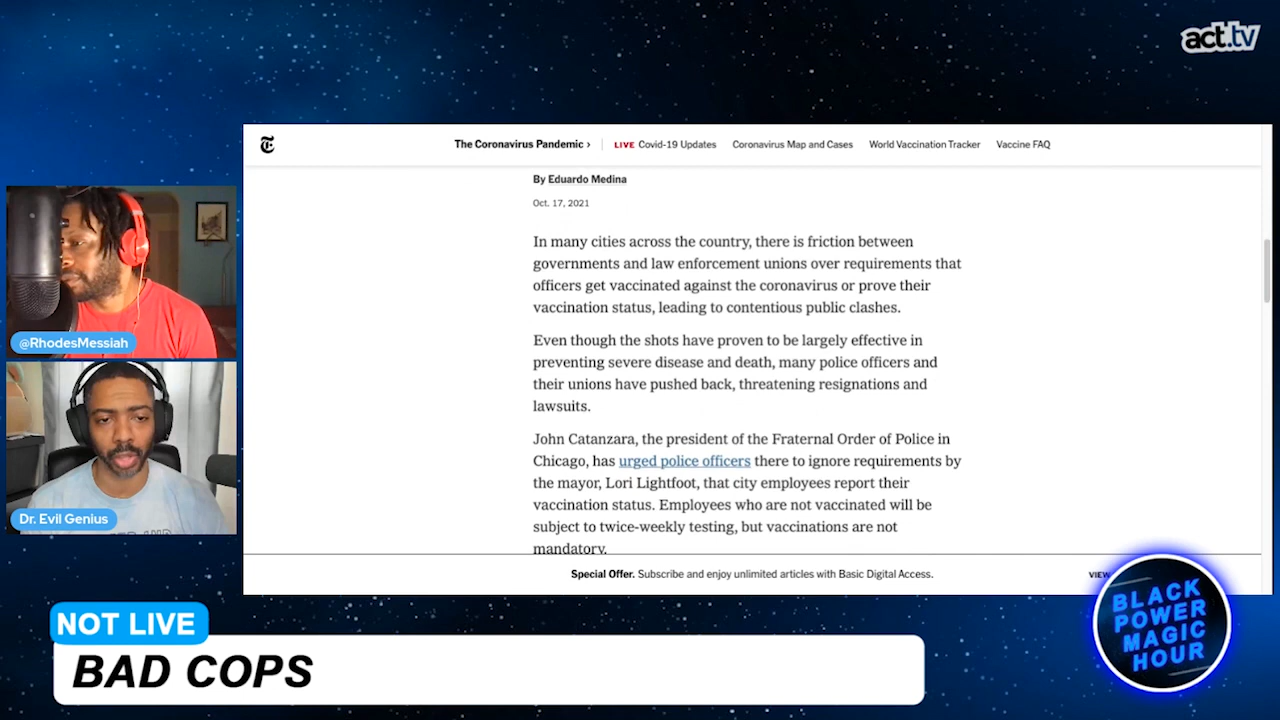 act.tv
The Coronavirus Pandemic ›
LIVE Covid-19 Updates
Coronavirus Map and Cases
World Vaccination Tracker
Vaccine FAQ
By Eduardo Medina
Oct. 17, 2021
In many cities across the country, there is friction between
governments and law enforcement unions over requirements that
officers get vaccinated against the coronavirus or prove their
vaccination status, leading to contentious public clashes.
Even though the shots have proven to be largely effective in
preventing severe disease and death, many police officers and
their unions have pushed back, threatening resignations and
lawsuits.
John Catanzara, the president of the Fraternal Order of Police in
Chicago, has urged police officers there to ignore requirements by
the mayor, Lori Lightfoot, that city employees report their
vaccination status. Employees who are not vaccinated will be
subject to twice-weekly testing, but vaccinations are not
mandatory.
Special Offer. Subscribe and enjoy unlimited articles with Basic Digital Access.
VIEW
@RhodesMessiah
Dr. Evil Genius
NOT LIVE
BAD COPS
BLACK
POWER
MAGIC
HOUR